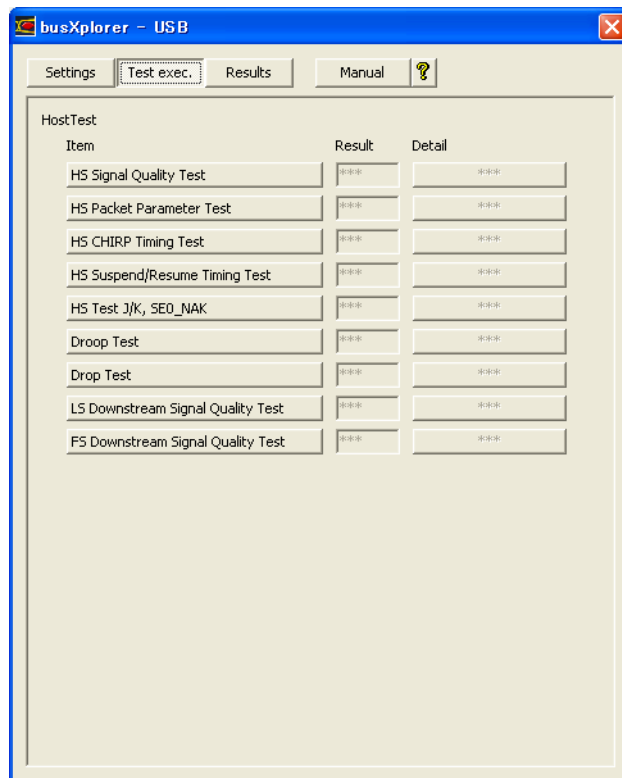 busXplorer - USB
Settings Test exec. Results Manual ?
HostTest
Item Result Detail
HS Signal Quality Test *** ***
HS Packet Parameter Test *** ***
HS CHIRP Timing Test *** ***
HS Suspend/Resume Timing Test *** ***
HS Test J/K, SE0_NAK *** ***
Droop Test *** ***
Drop Test *** ***
LS Downstream Signal Quality Test *** ***
FS Downstream Signal Quality Test *** ***